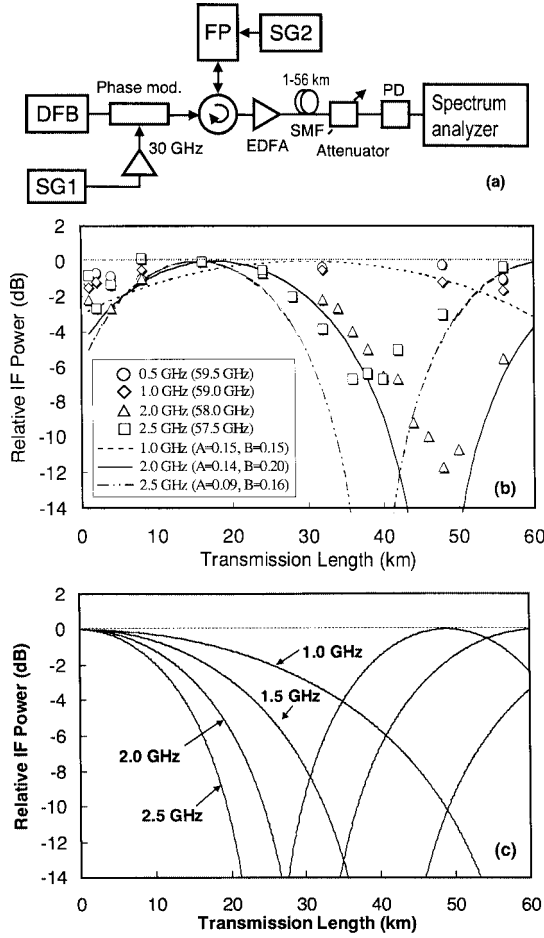 FP
SG2
Phase mod.
1-56 km
PD
DFB
Spectrum
analyzer
30 GHz
EDFA
SMF
Attenuator
SG1
(a)
2
0
-2
-4
-6
-8
-10
-12
-14
Relative IF Power (dB)
0.5 GHz (59.5 GHz)
1.0 GHz (59.0 GHz)
2.0 GHz (58.0 GHz)
2.5 GHz (57.5 GHz)
1.0 GHz (A=0.15, B=0.15)
2.0 GHz (A=0.14, B=0.20)
2.5 GHz (A=0.09, B=0.16)
(b)
0 10 20 30 40 50 60
Transmission Length (km)
2
0
-2
-4
-6
-8
-10
-12
-14
Relative IF Power (dB)
1.0 GHz
1.5 GHz
2.0 GHz
2.5 GHz
(c)
0 10 20 30 40 50 60
Transmission Length (km)